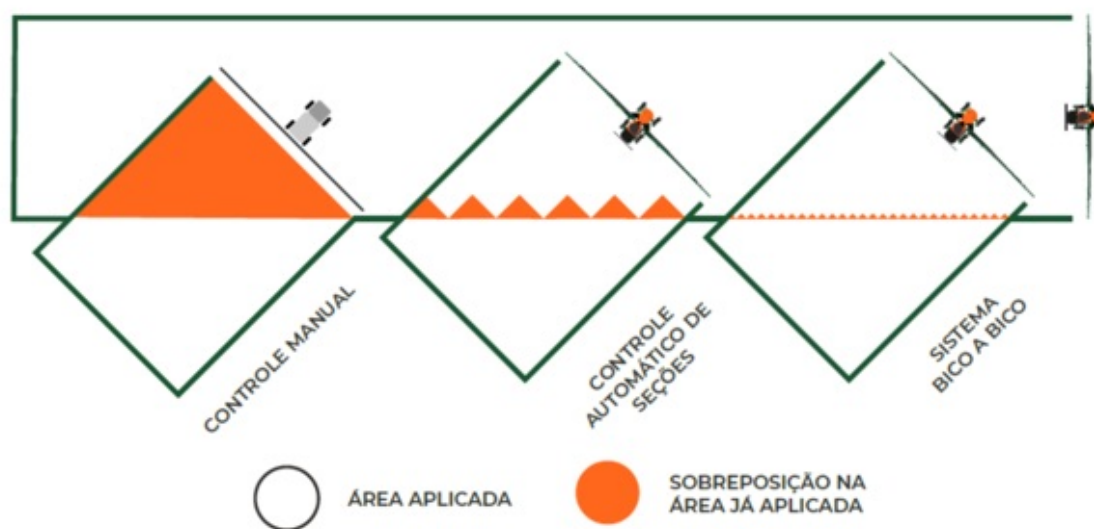 CONTROLE MANUAL
CONTROLE
AUTOMÁTICO DE
SEÇÕES
SISTEMA
BICO A BICO
ÁREA APLICADA
SOBREPOSIÇÃO NA
ÁREA JÁ APLICADA